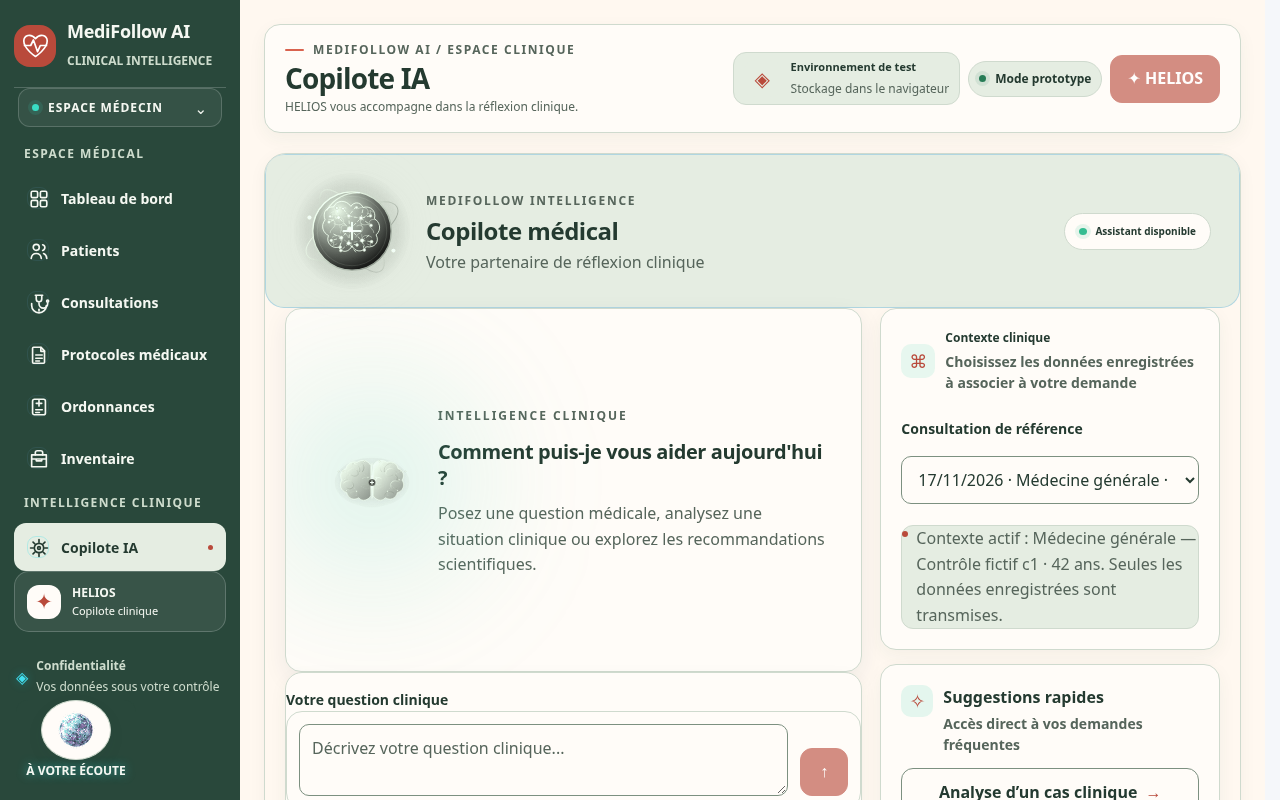 MediFollow AI
CLINICAL INTELLIGENCE
ESPACE MÉDECIN
ESPACE MÉDICAL
Tableau de bord
Patients
Consultations
Protocoles médicaux
Ordonnances
Inventaire
INTELLIGENCE CLINIQUE
Copilote IA
HELIOS
Copilote clinique
Confidentialité
Vos données sous votre contrôle
À VOTRE ÉCOUTE
MEDIFOLLOW AI / ESPACE CLINIQUE
Copilote IA
HELIOS vous accompagne dans la réflexion clinique.
Environnement de test
Stockage dans le navigateur
Mode prototype
✦ HELIOS
MEDIFOLLOW INTELLIGENCE
Copilote médical
Votre partenaire de réflexion clinique
Assistant disponible
INTELLIGENCE CLINIQUE
Comment puis-je vous aider aujourd'hui
?
Posez une question médicale, analysez une
situation clinique ou explorez les recommandations
scientifiques.
Votre question clinique
Décrivez votre question clinique...
↑
Contexte clinique
Choisissez les données enregistrées
à associer à votre demande
Consultation de référence
17/11/2026 · Médecine générale ·
Contexte actif : Médecine générale —
Contrôle fictif c1 · 42 ans. Seules les
données enregistrées sont
transmises.
Suggestions rapides
Accès direct à vos demandes
fréquentes
Analyse d’un cas clinique →